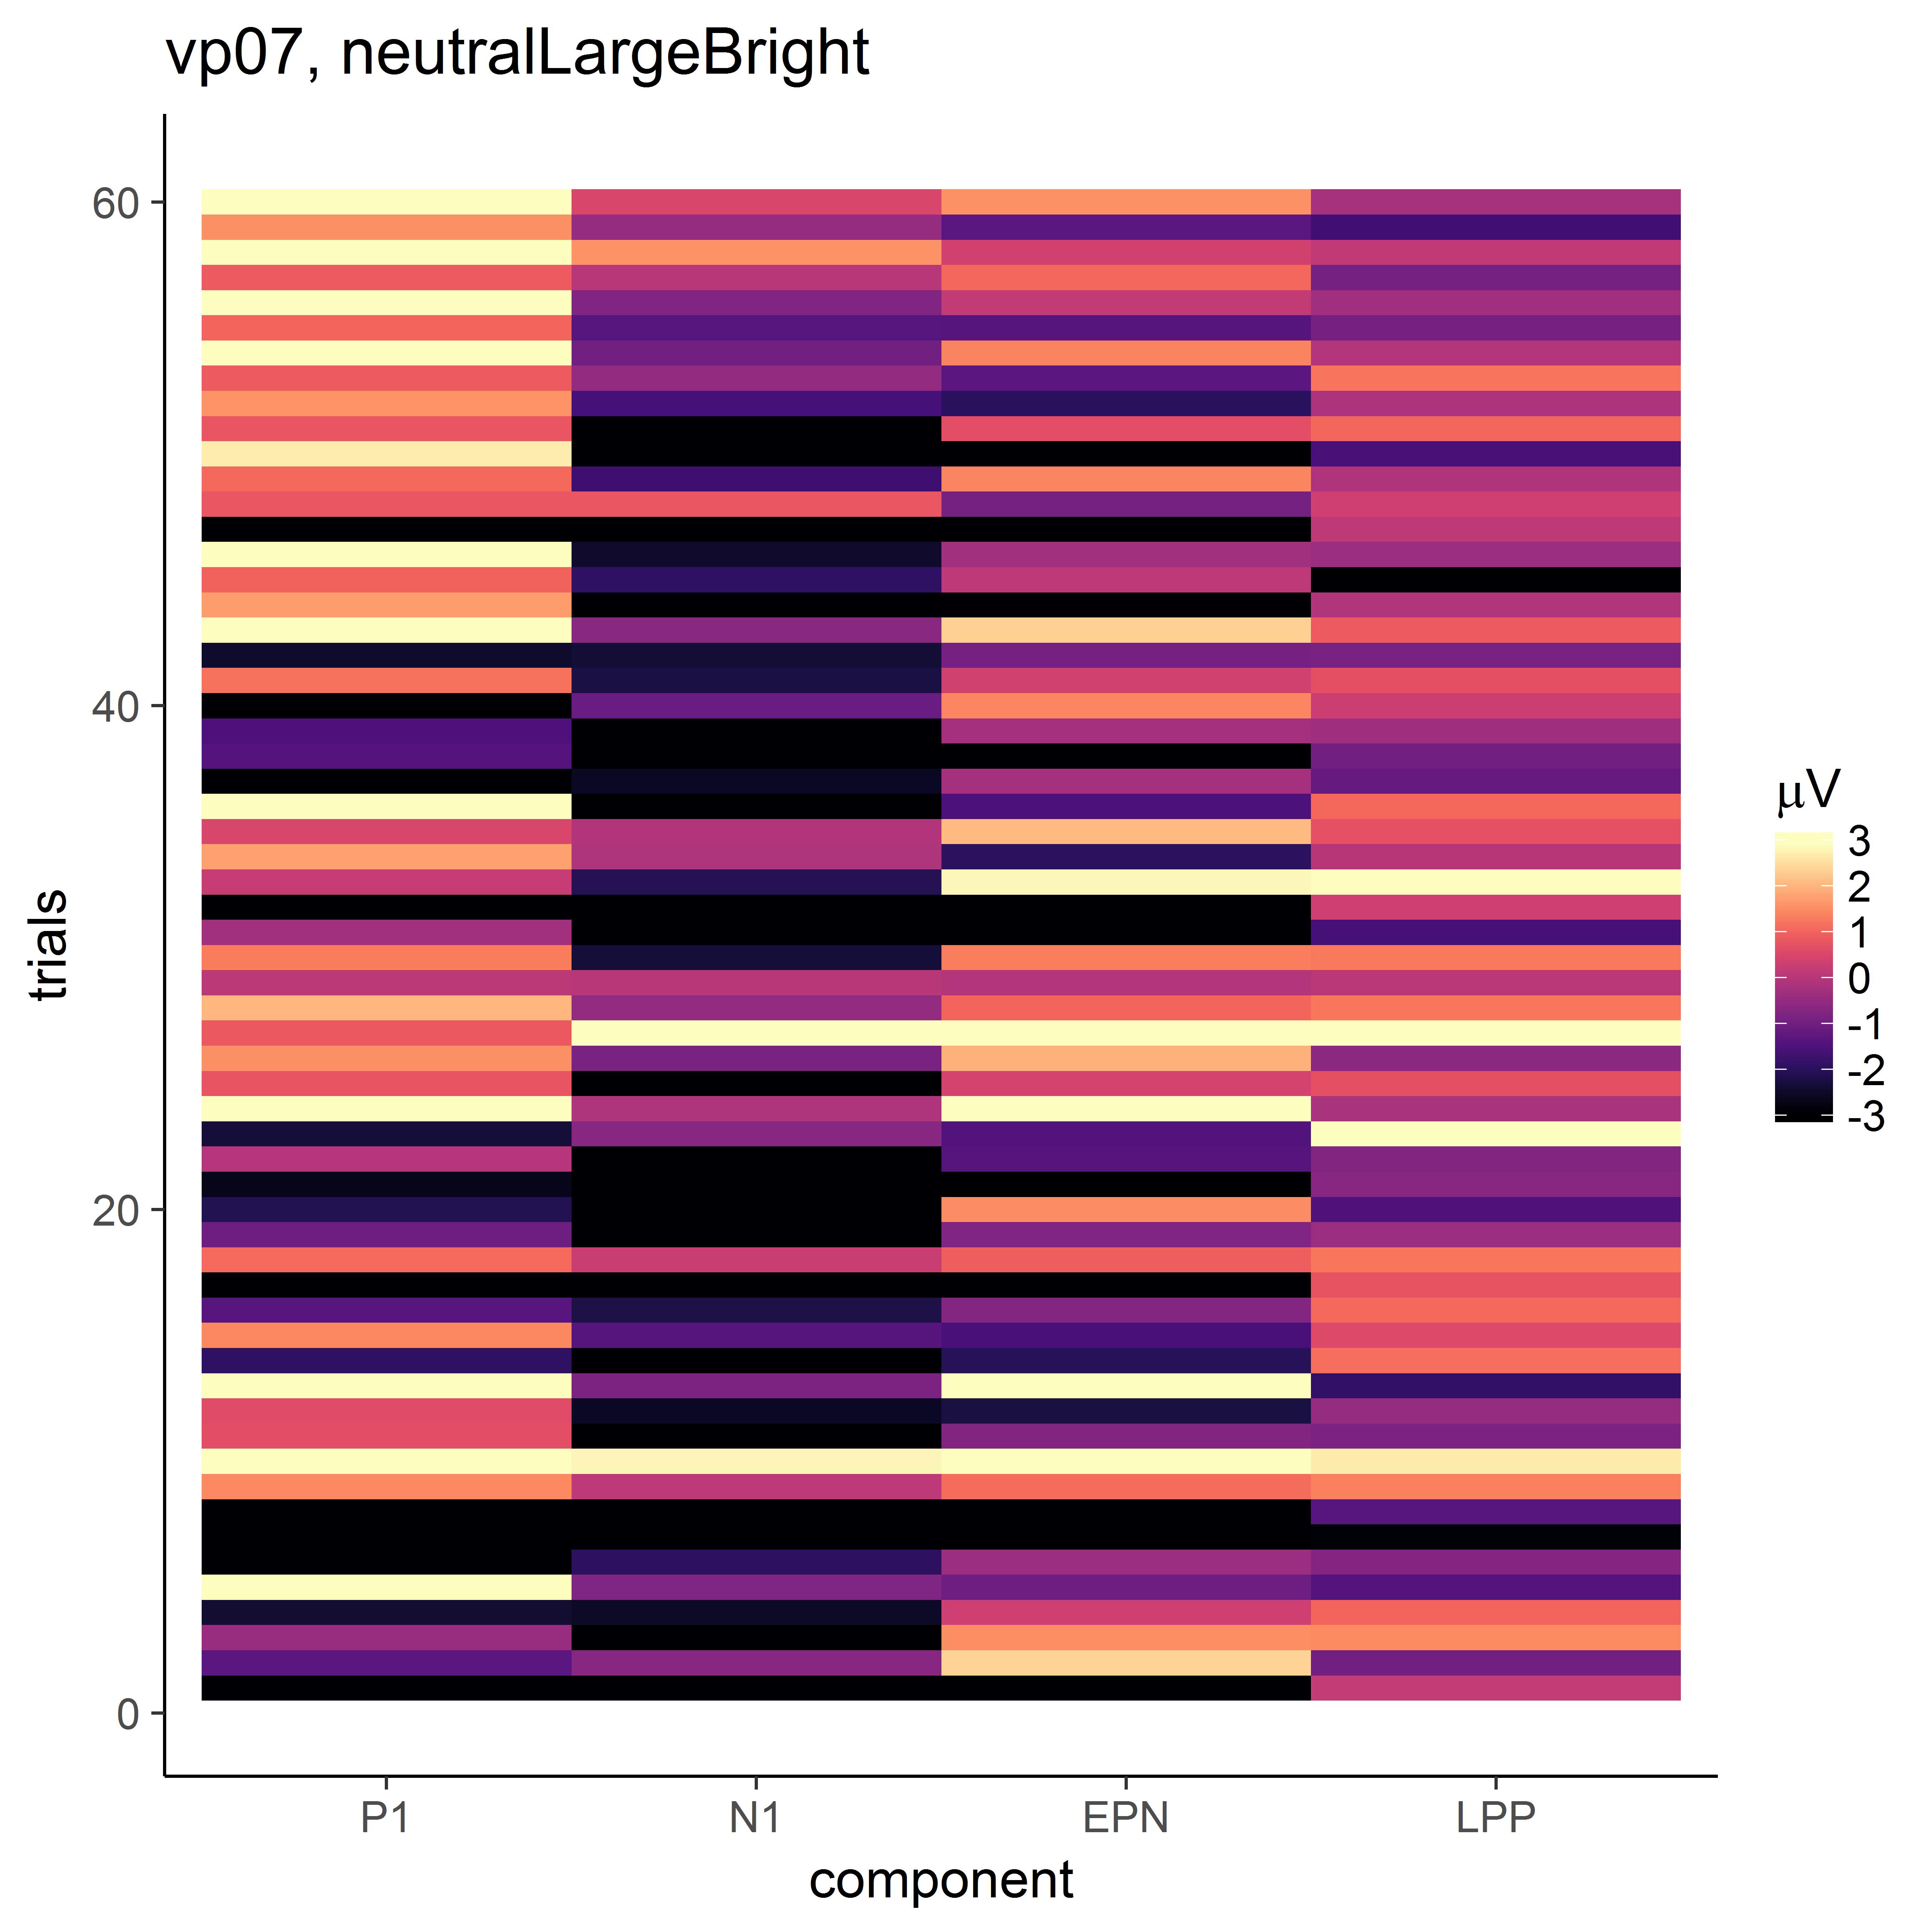 vp07, neutralLargeBright
60
40
20
0
trials
P1 N1 EPN LPP
component
μV
3
2
1
0
-1
-2
-3